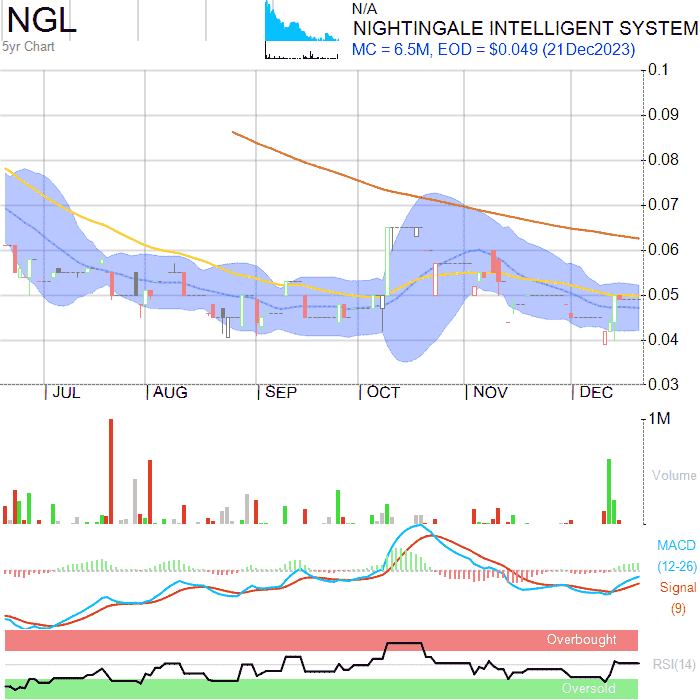 NGL
5yr Chart
N/A
NIGHTINGALE INTELLIGENT SYSTEM
MC = 6.5M, EOD = $0.049 (21Dec2023)
0.1
0.09
0.08
0.07
0.06
0.05
0.04
0.03
JUL AUG SEP OCT NOV DEC
1M
Volume
MACD
(12-26)
Signal
(9)
Overbought
RSI(14)
Oversold